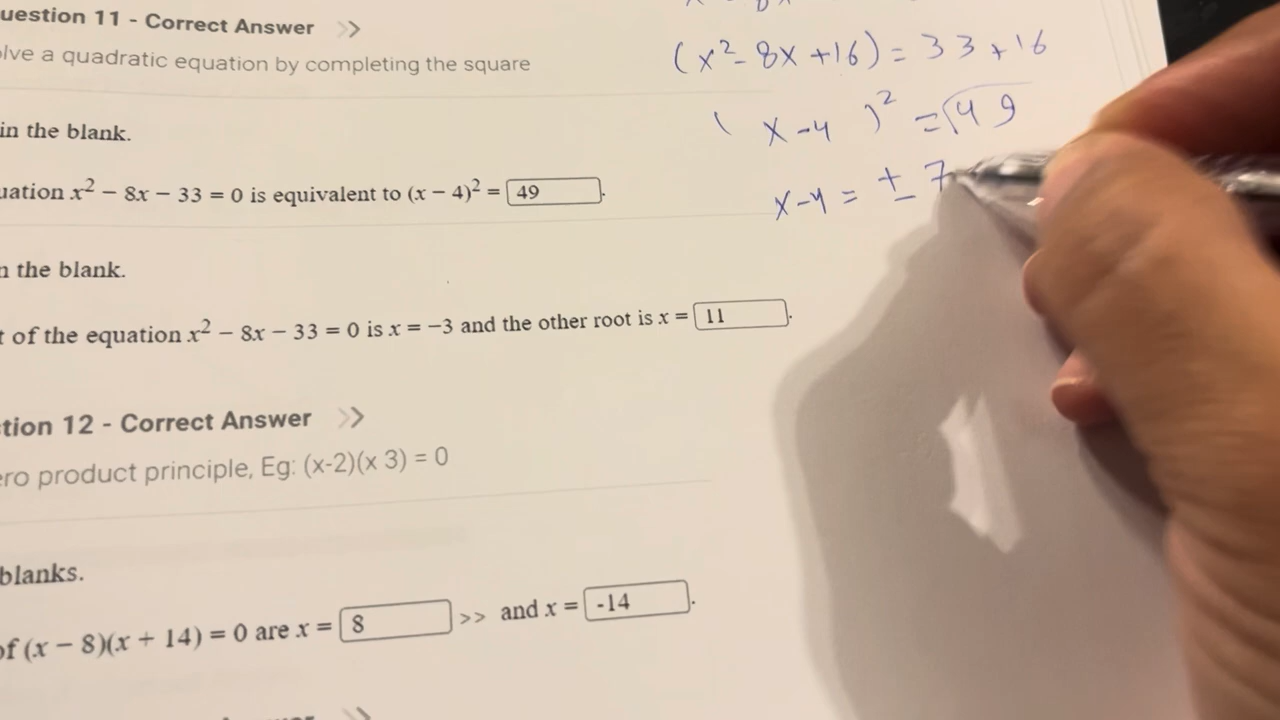 uestion 11 - Correct Answer >>
olve a quadratic equation by completing the square
in the blank.
uation x² − 8x − 33 = 0 is equivalent to (x − 4)² = 49.
n the blank.
t of the equation x² − 8x − 33 = 0 is x = −3 and the other root is x = 11.
tion 12 - Correct Answer >>
ero product principle, Eg: (x-2)(x 3) = 0
blanks.
of (x − 8)(x + 14) = 0 are x = 8 >> and x = -14.
(x² - 8x + 16) = 33 + 16
( x - 4 )² = √49
x - 4 = ± 7